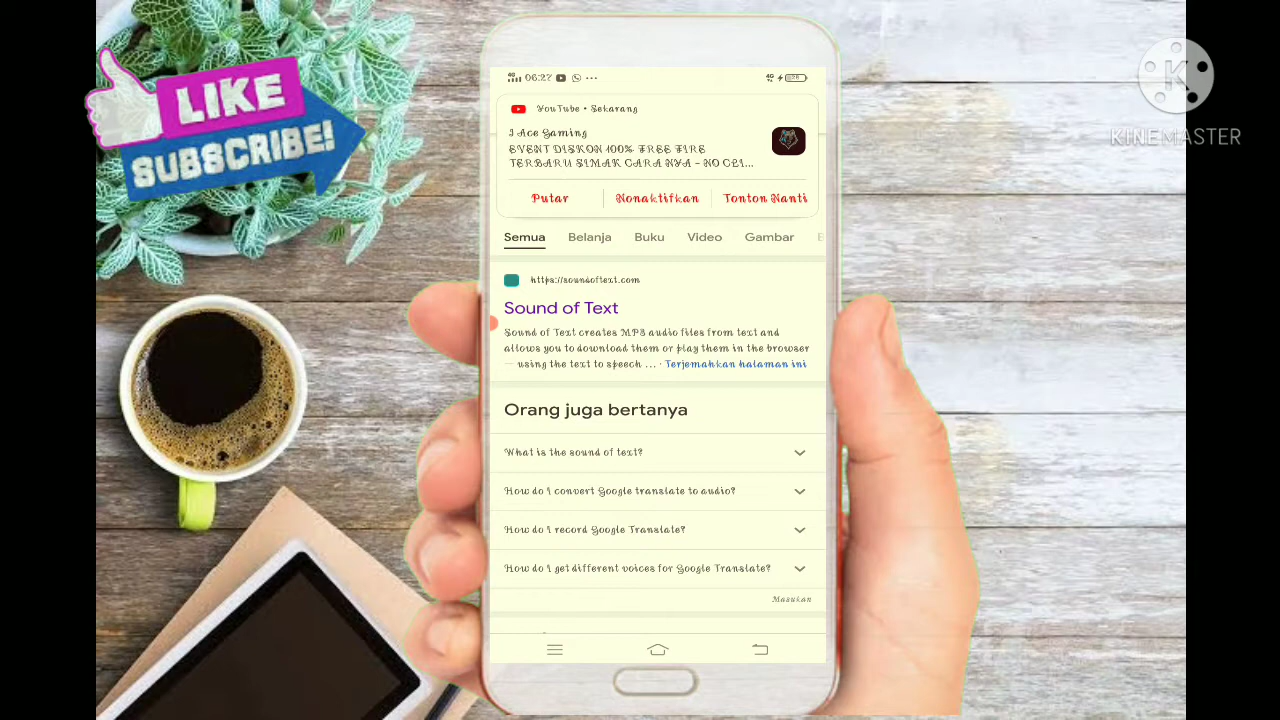 LIKE
SUBSCRIBE!
KINEMASTER
4G 06:27
YouTube • Sekarang
I Ace Gaming
EVENT DISKON 100% FREE FIRE
TERBARU SIMAK CARA NYA - NO CLI...
Putar Nonaktifkan Tonton Nanti
Semua Belanja Buku Video Gambar
https://soundoftext.com
Sound of Text
Sound of Text creates MP3 audio files from text and
allows you to download them or play them in the browser
— using the text to speech ... · Terjemahkan halaman ini
Orang juga bertanya
What is the sound of text?
How do I convert Google translate to audio?
How do I record Google Translate?
How do I get different voices for Google Translate?
Masukan